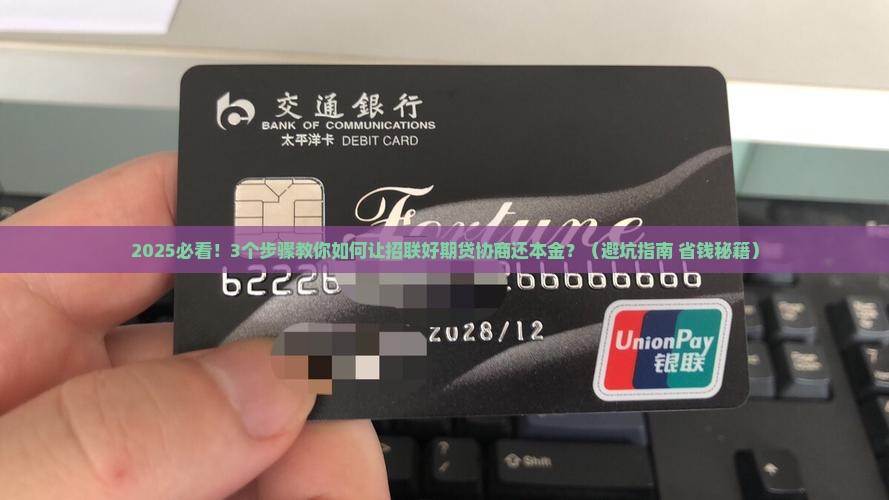 交通銀行
BANK OF COMMUNICATIONS
太平洋卡 DEBIT CARD
Fortune
2025必看！3个步骤教你如何让招联好期贷协商还本金？（避坑指南 省钱秘籍）
2028/12
UnionPay
银联
Shift